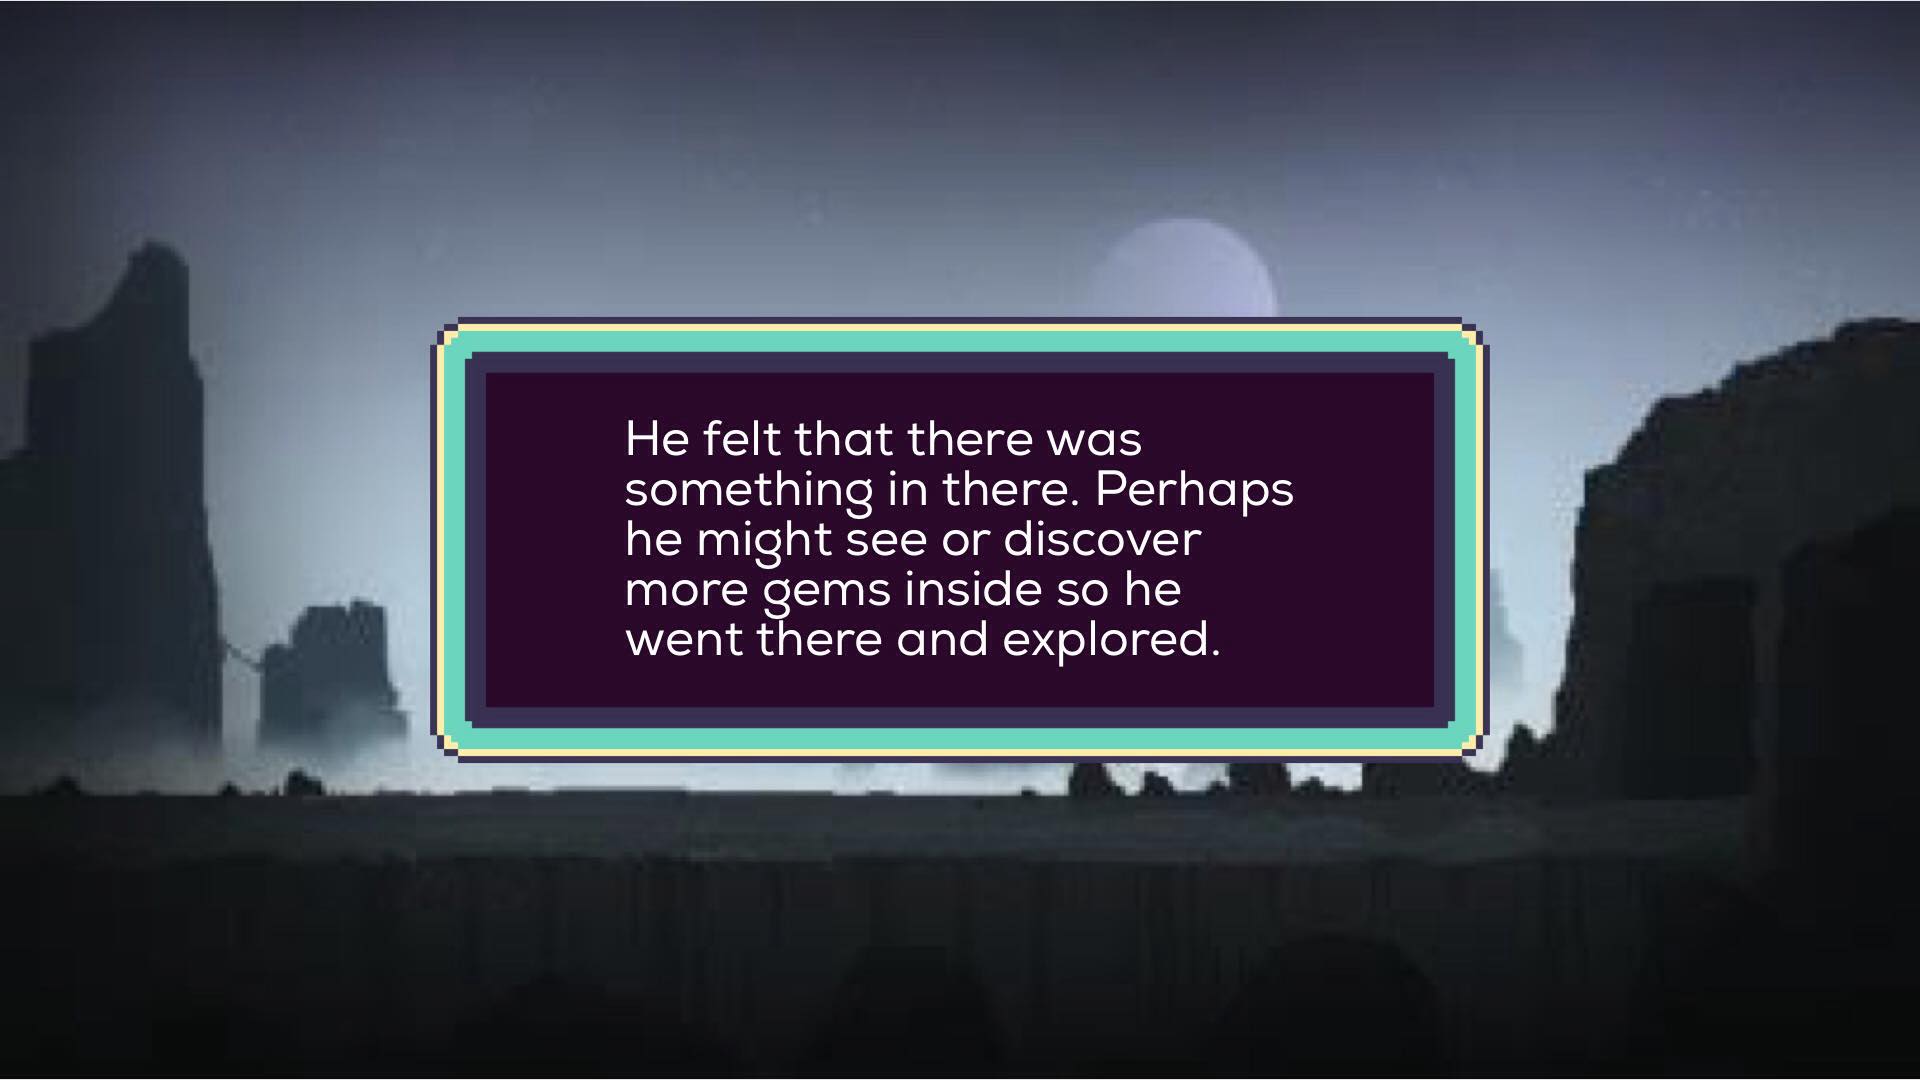 He felt that there was
something in there. Perhaps
he might see or discover
more gems inside so he
went there and explored.